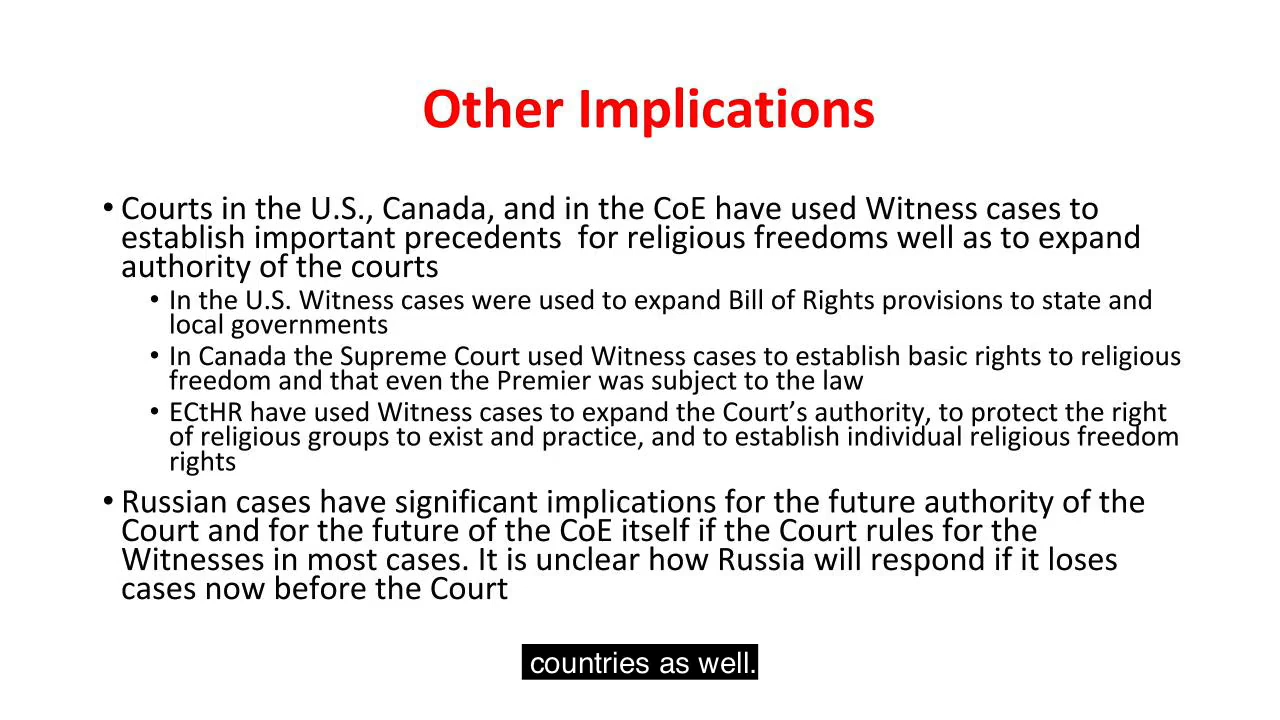 Other Implications
• Courts in the U.S., Canada, and in the CoE have used Witness cases to
establish important precedents  for religious freedoms well as to expand
authority of the courts
• In the U.S. Witness cases were used to expand Bill of Rights provisions to state and
local governments
• In Canada the Supreme Court used Witness cases to establish basic rights to religious
freedom and that even the Premier was subject to the law
• ECtHR have used Witness cases to expand the Court’s authority, to protect the right
of religious groups to exist and practice, and to establish individual religious freedom
rights
• Russian cases have significant implications for the future authority of the
Court and for the future of the CoE itself if the Court rules for the
Witnesses in most cases. It is unclear how Russia will respond if it loses
cases now before the Court
countries as well.